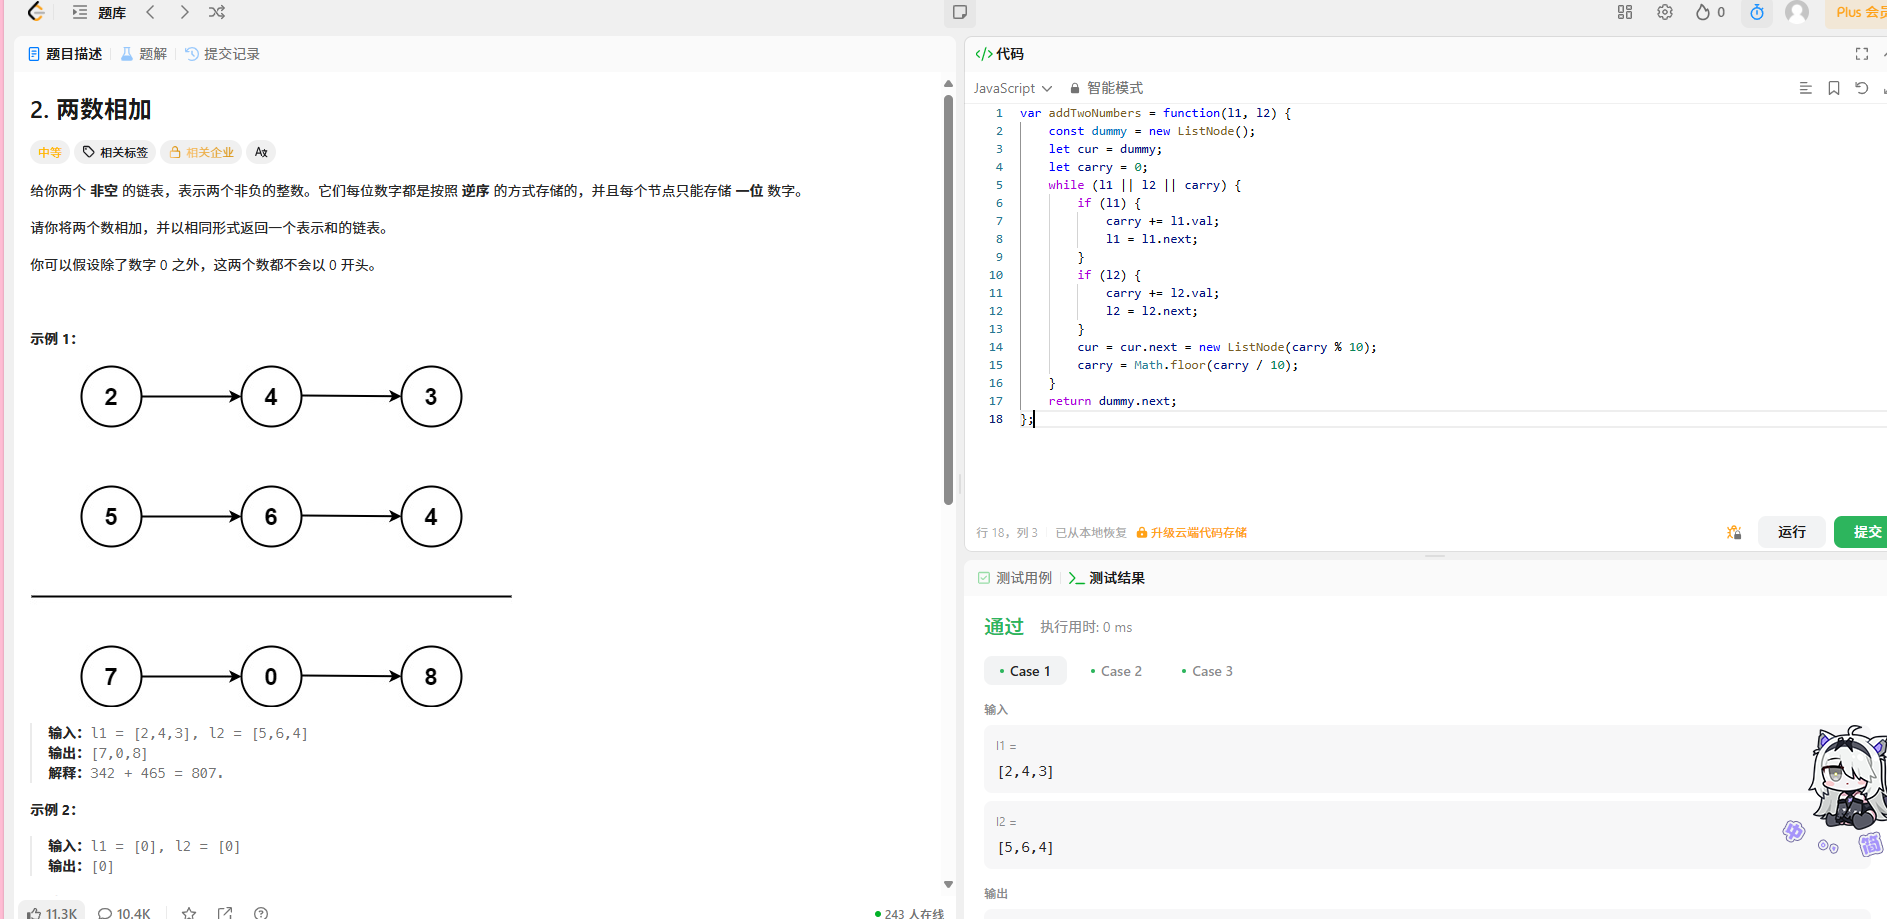 题库
0
Plus 会员
题目描述
题解
提交记录
2. 两数相加
中等
相关标签
相关企业
给你两个 非空 的链表，表示两个非负的整数。它们每位数字都是按照 逆序 的方式存储的，并且每个节点只能存储 一位 数字。
请你将两个数相加，并以相同形式返回一个表示和的链表。
你可以假设除了数字 0 之外，这两个数都不会以 0 开头。
示例 1：
2 4 3
5 6 4
7 0 8
输入：l1 = [2,4,3], l2 = [5,6,4]
输出：[7,0,8]
解释：342 + 465 = 807.
示例 2：
输入：l1 = [0], l2 = [0]
输出：[0]
11.3K
10.4K
243 人在线
</> 代码
JavaScript
智能模式
1 var addTwoNumbers = function(l1, l2) {
2 const dummy = new ListNode();
3 let cur = dummy;
4 let carry = 0;
5 while (l1 || l2 || carry) {
6 if (l1) {
7 carry += l1.val;
8 l1 = l1.next;
9 }
10 if (l2) {
11 carry += l2.val;
12 l2 = l2.next;
13 }
14 cur = cur.next = new ListNode(carry % 10);
15 carry = Math.floor(carry / 10);
16 }
17 return dummy.next;
18 };
行 18，列 3
已从本地恢复
升级云端代码存储
运行
提交
测试用例
测试结果
通过
执行用时: 0 ms
Case 1
Case 2
Case 3
输入
l1 =
[2,4,3]
l2 =
[5,6,4]
中
简
输出